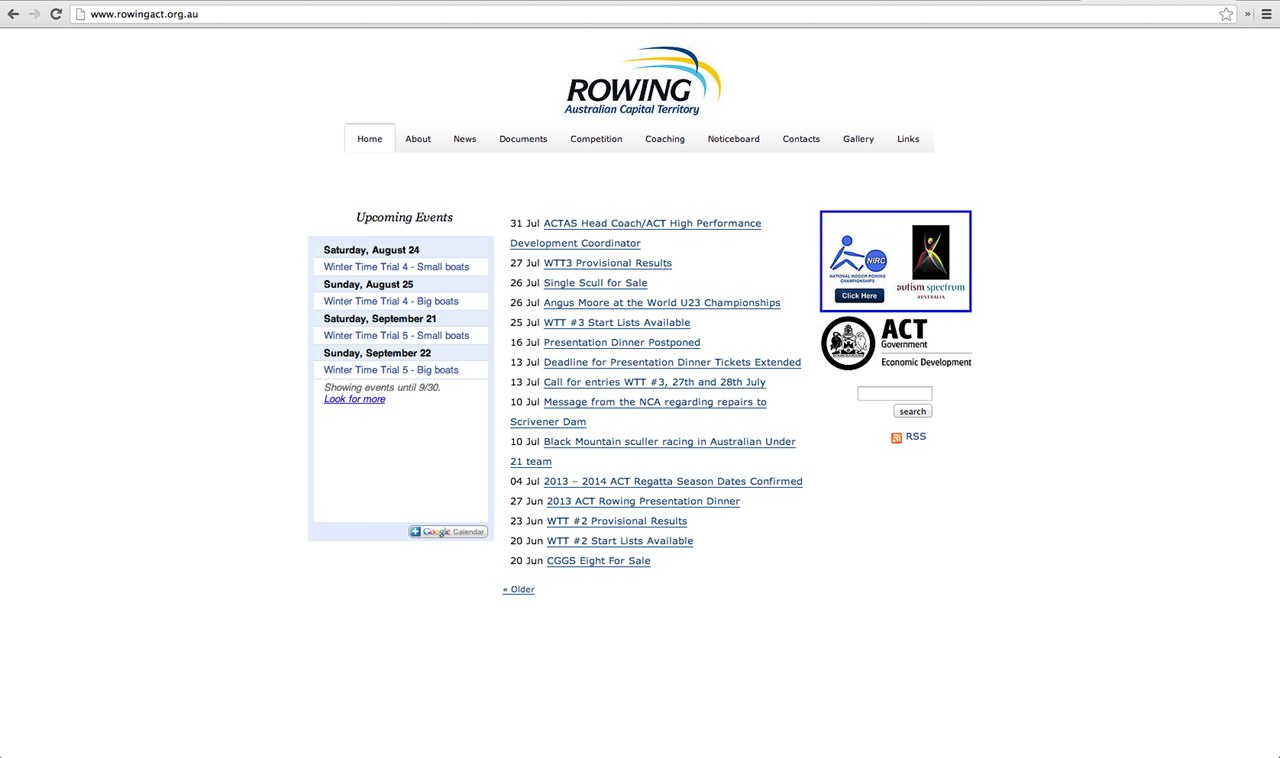 www.rowingact.org.au
ROWING
Australian Capital Territory
Home About News Documents Competition Coaching Noticeboard Contacts Gallery Links
Upcoming Events
Saturday, August 24
Winter Time Trial 4 - Small boats
Sunday, August 25
Winter Time Trial 4 - Big boats
Saturday, September 21
Winter Time Trial 5 - Small boats
Sunday, September 22
Winter Time Trial 5 - Big boats
Showing events until 9/30.
Look for more
Google Calendar
31 Jul ACTAS Head Coach/ACT High Performance
Development Coordinator
27 Jul WTT3 Provisional Results
26 Jul Single Scull for Sale
26 Jul Angus Moore at the World U23 Championships
25 Jul WTT #3 Start Lists Available
16 Jul Presentation Dinner Postponed
13 Jul Deadline for Presentation Dinner Tickets Extended
13 Jul Call for entries WTT #3, 27th and 28th July
10 Jul Message from the NCA regarding repairs to
Scrivener Dam
10 Jul Black Mountain sculler racing in Australian Under
21 team
04 Jul 2013 – 2014 ACT Regatta Season Dates Confirmed
27 Jun 2013 ACT Rowing Presentation Dinner
23 Jun WTT #2 Provisional Results
20 Jun WTT #2 Start Lists Available
20 Jun CGGS Eight For Sale
« Older
NIRC
NATIONAL INDOOR ROWING
CHAMPIONSHIPS
Click Here
autism spectrum
AUSTRALIA
ACT
Government
Economic Development
search
RSS